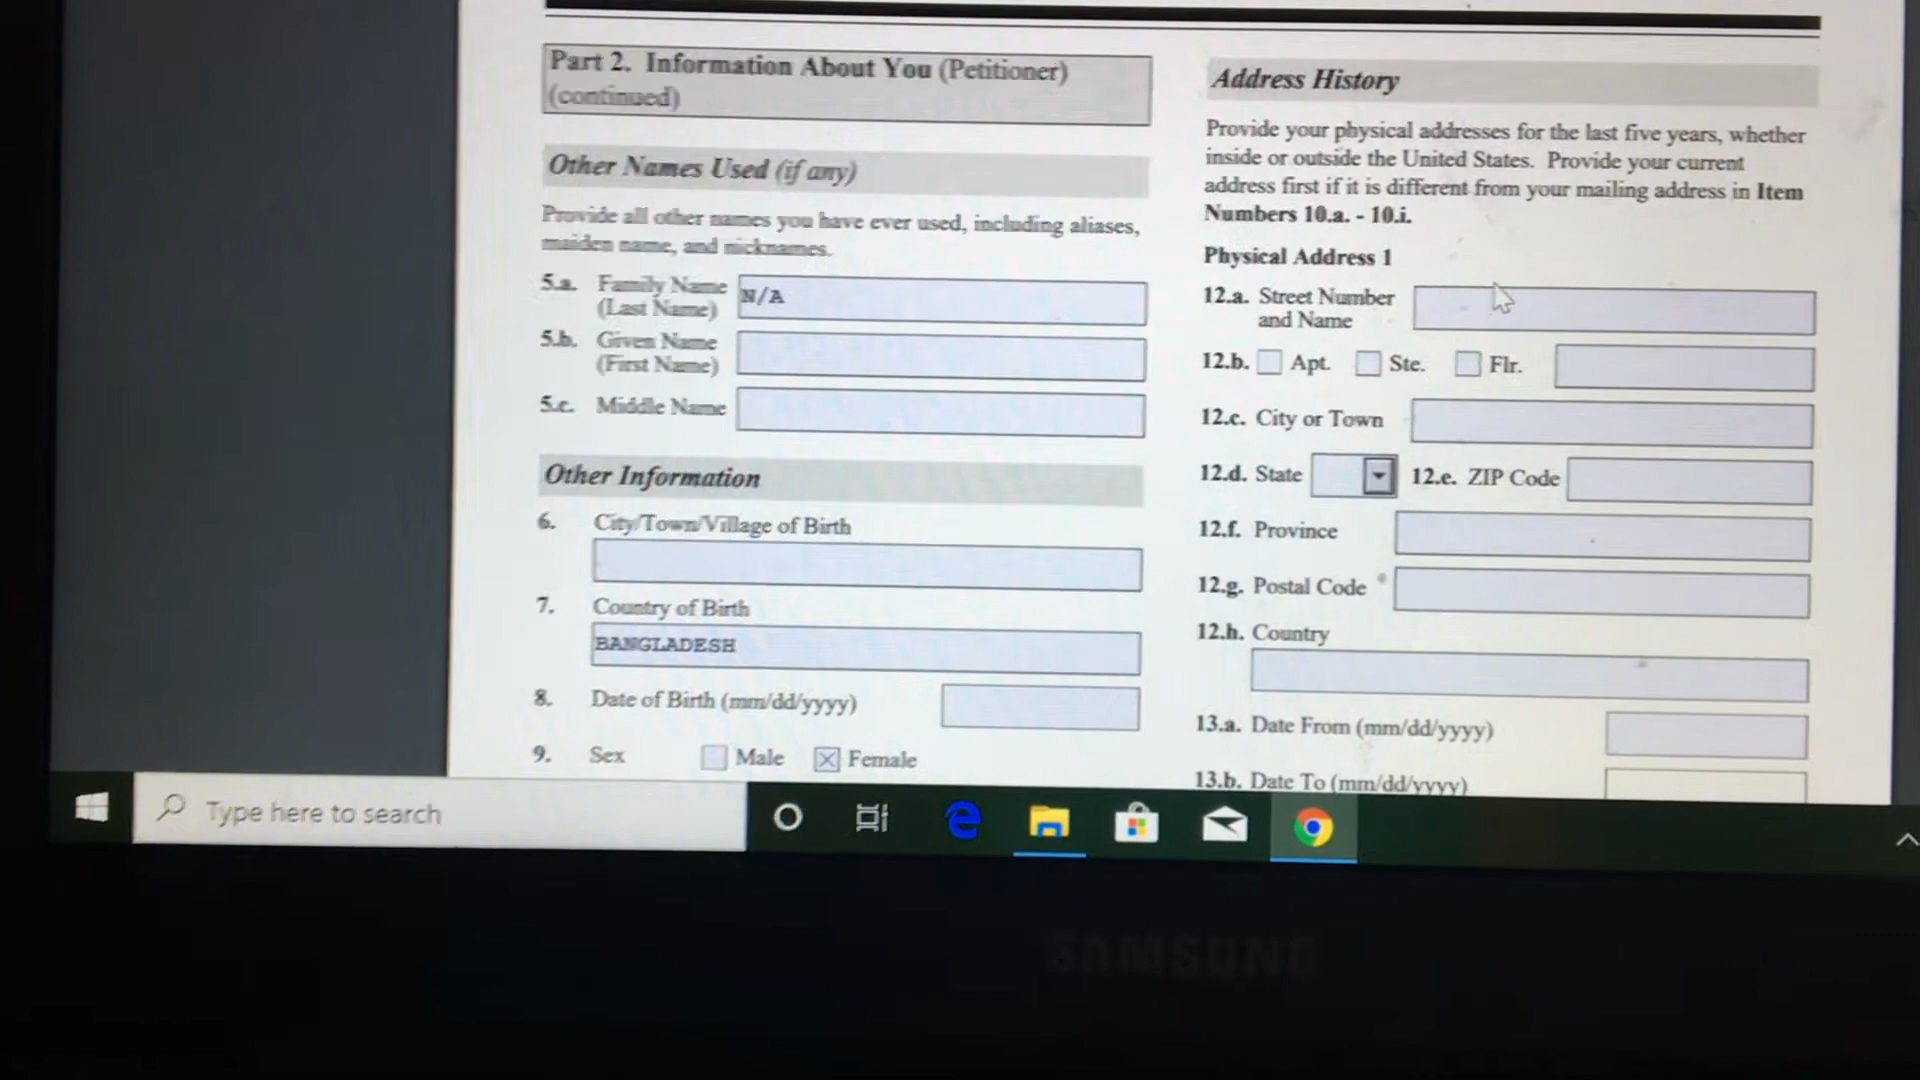 Part 2. Information About You (Petitioner)
(continued)
Other Names Used (if any)
Provide all other names you have ever used, including aliases,
maiden name, and nicknames.
5.a. Family Name
(Last Name)
N/A
5.b. Given Name
(First Name)
5.c. Middle Name
Other Information
6. City/Town/Village of Birth
7. Country of Birth
BANGLADESH
8. Date of Birth (mm/dd/yyyy)
9. Sex Male Female
Address History
Provide your physical addresses for the last five years, whether
inside or outside the United States. Provide your current
address first if it is different from your mailing address in Item
Numbers 10.a. - 10.i.
Physical Address 1
12.a. Street Number
and Name
12.b. Apt. Ste. Flr.
12.c. City or Town
12.d. State 12.e. ZIP Code
12.f. Province
12.g. Postal Code
12.h. Country
13.a. Date From (mm/dd/yyyy)
13.b. Date To (mm/dd/yyyy)
Type here to search
SAMSUNG